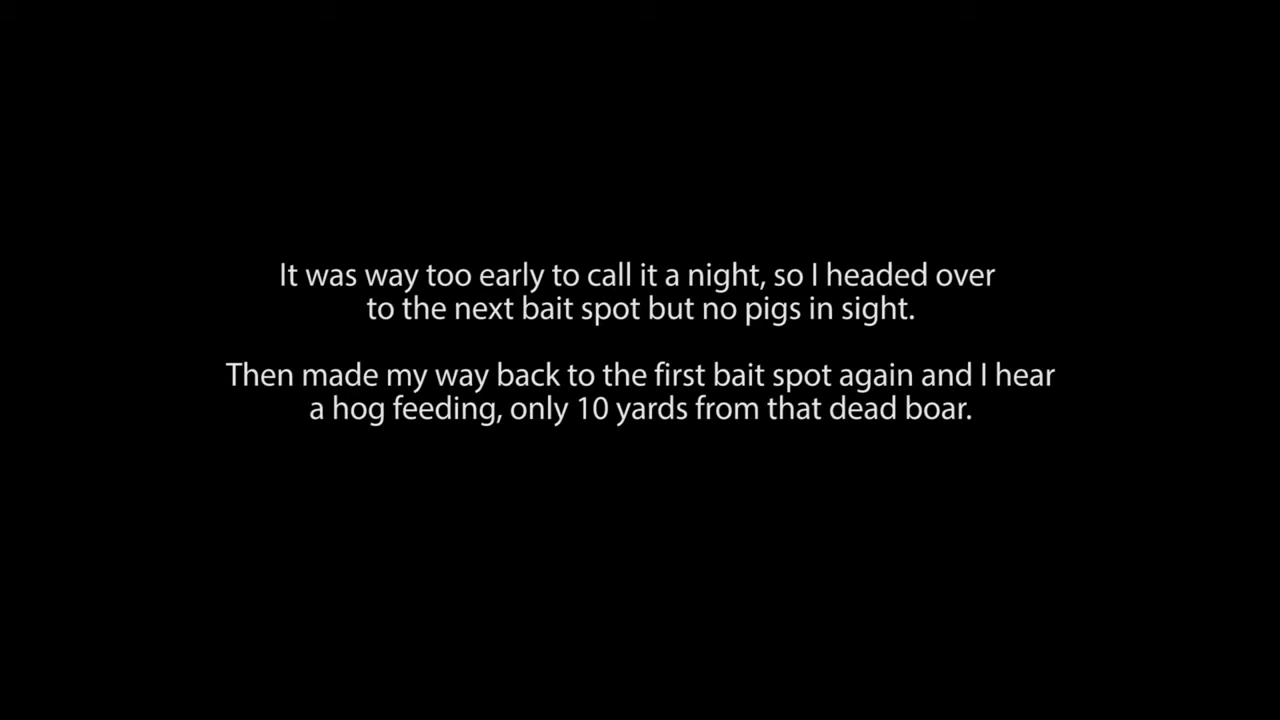 It was way too early to call it a night, so I headed over
to the next bait spot but no pigs in sight.
Then made my way back to the first bait spot again and I hear
a hog feeding, only 10 yards from that dead boar.